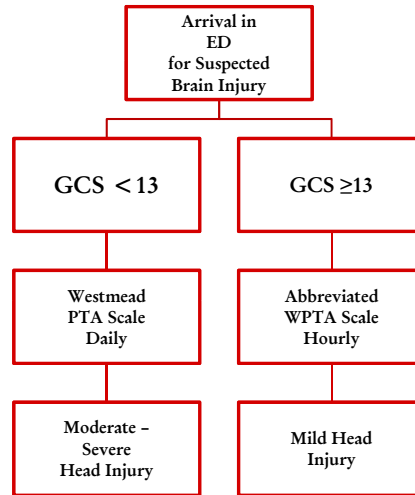 Arrival in
ED
for Suspected
Brain Injury
GCS < 13
GCS ≥13
Westmead
PTA Scale
Daily
Abbreviated
WPTA Scale
Hourly
Moderate –
Severe
Head Injury
Mild Head
Injury